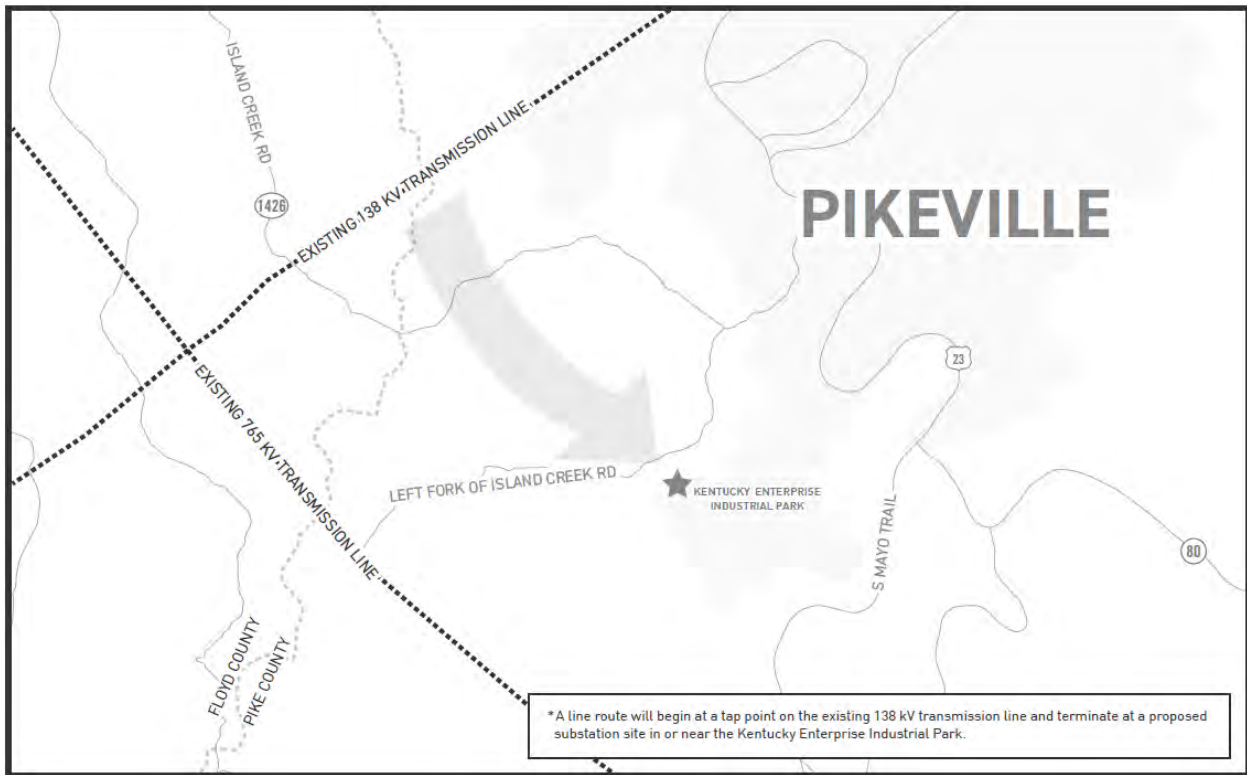 ISLAND CREEK RD
1426
EXISTING 138 KV TRANSMISSION LINE
PIKEVILLE
23
EXISTING 765 KV TRANSMISSION LINE
LEFT FORK OF ISLAND CREEK RD
KENTUCKY ENTERPRISE
INDUSTRIAL PARK
S MAYO TRAIL
80
FLOYD COUNTY
PIKE COUNTY
*A line route will begin at a tap point on the existing 138 kV transmission line and terminate at a proposed
substation site in or near the Kentucky Enterprise Industrial Park.